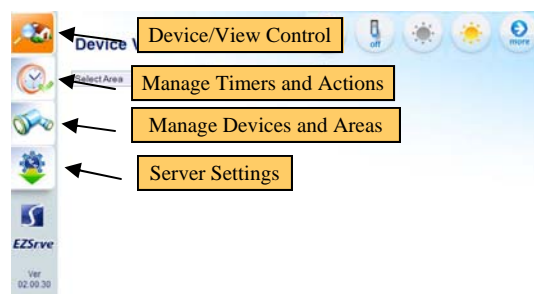 Device V
Device/View Control
off
more
Select Area
Manage Timers and Actions
Manage Devices and Areas
Server Settings
S
EZSrve
Ver
02.00.30